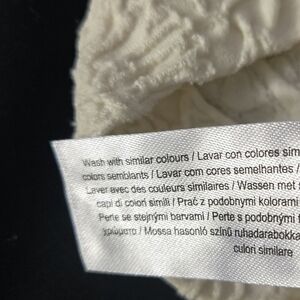 Wash with similar colours / Lavar con colores sim
colors semblants / Lavar com cores semelhantes /
Laver avec des couleurs similaires / Wassen met s
capi di colori simili / Prać z podobnymi kolorami
Perte se stejnými barvami / Perte s podobnými f
χρώματα / Mossa hasonló színű ruhadarabokka
culori similare